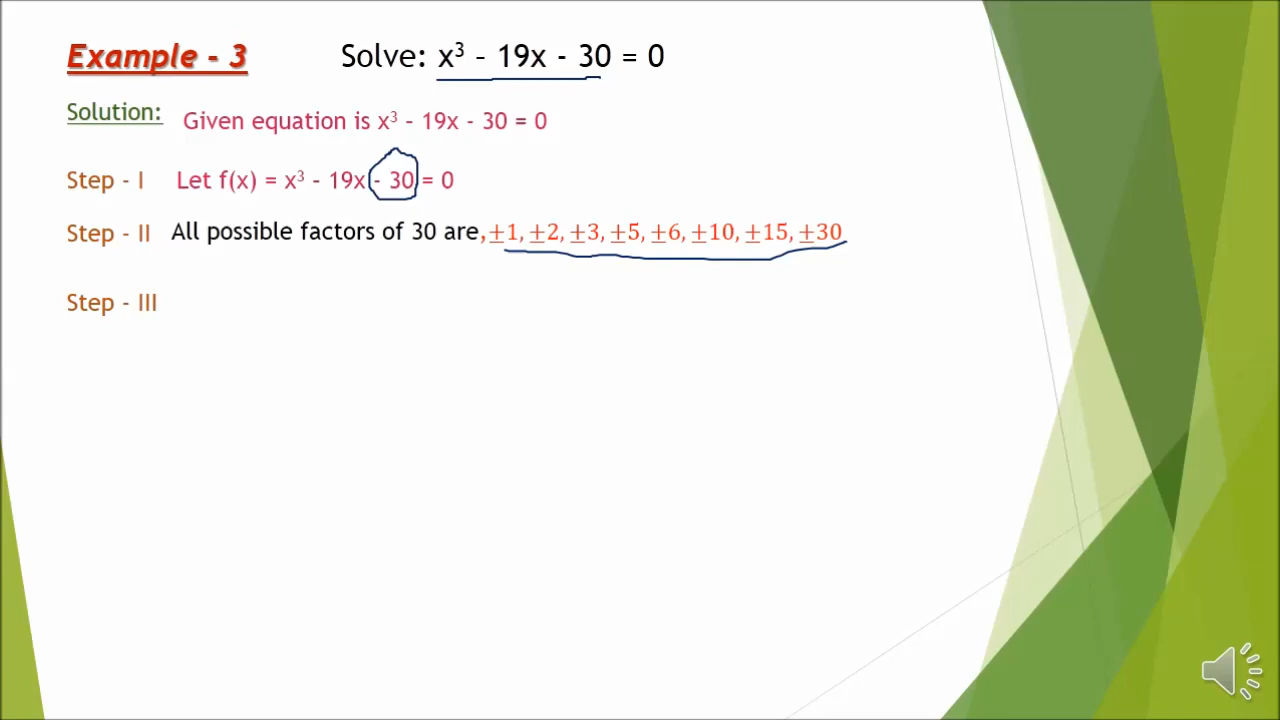 Example - 3 Solve: x³ – 19x - 30 = 0
Solution: Given equation is x³ – 19x - 30 = 0
Step - I Let f(x) = x³ – 19x - 30 = 0
Step - II All possible factors of 30 are, ±1, ±2, ±3, ±5, ±6, ±10, ±15, ±30
Step - III